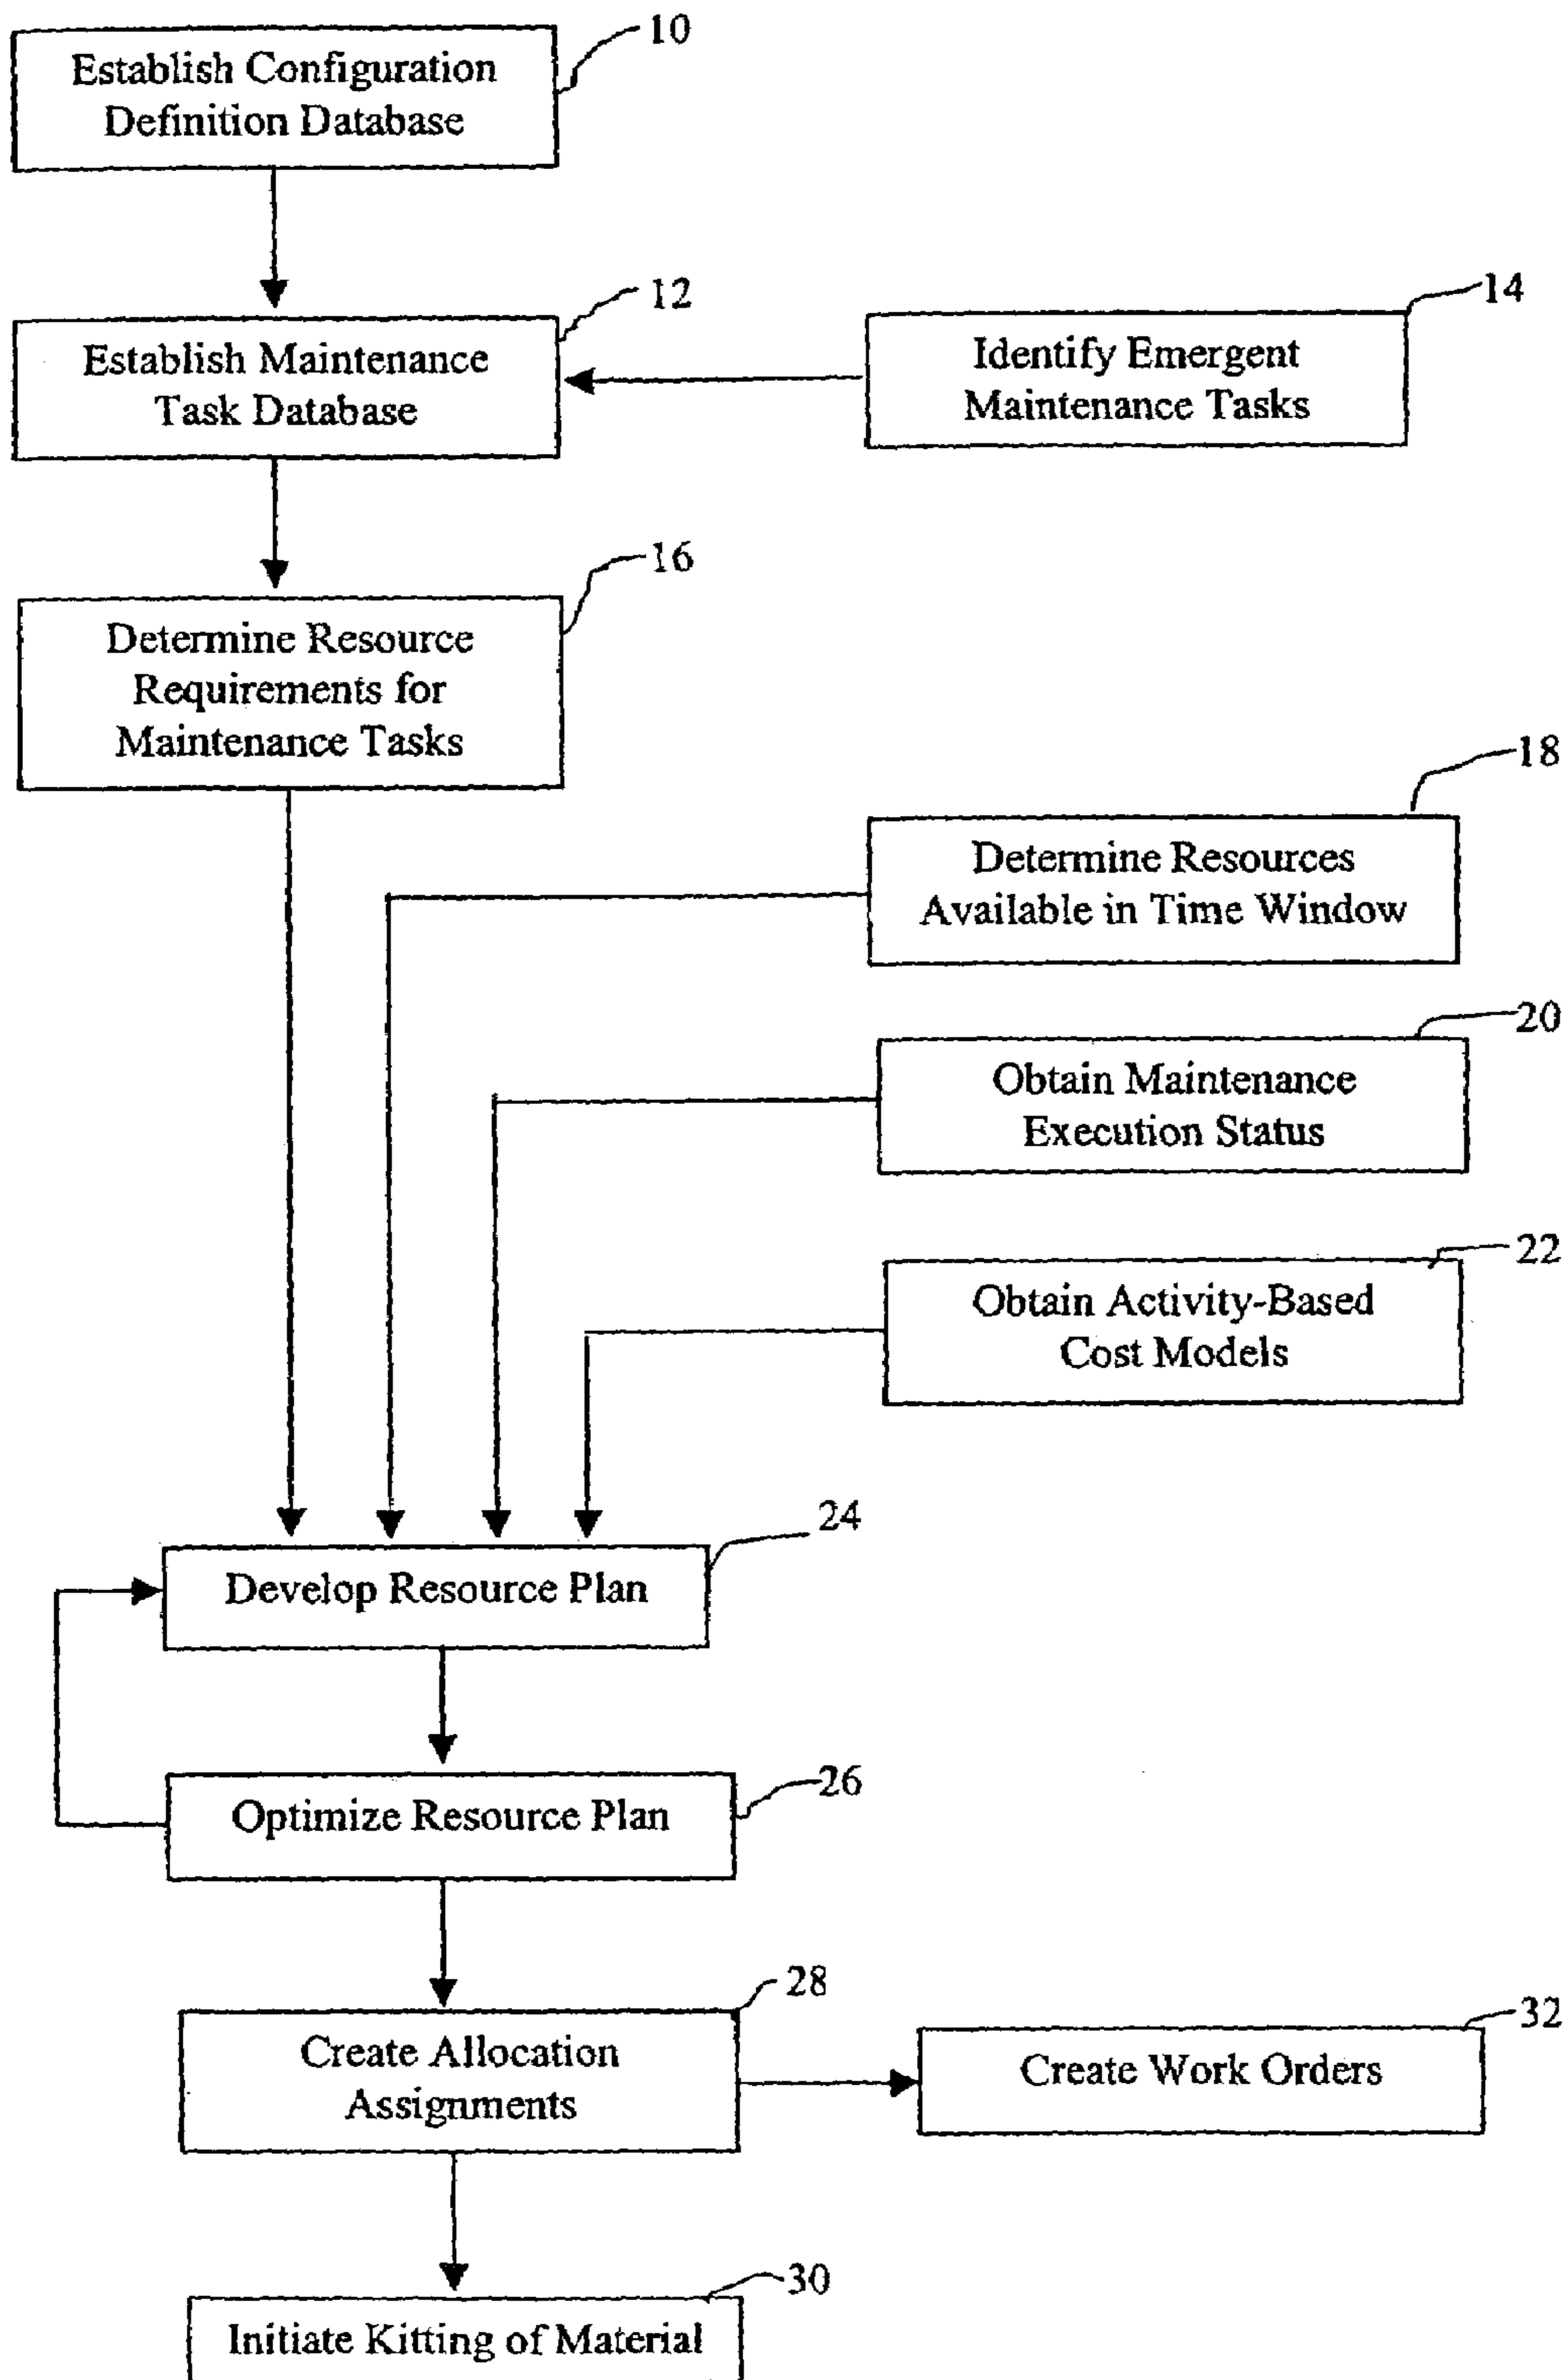 10
Establish Configuration
Definition Database
12
14
Establish Maintenance
Task Database
Identify Emergent
Maintenance Tasks
16
Determine Resource
Requirements for
Maintenance Tasks
18
Determine Resources
Available in Time Window
20
Obtain Maintenance
Execution Status
22
Obtain Activity-Based
Cost Models
24
Develop Resource Plan
26
Optimize Resource Plan
28
Create Allocation
Assignments
32
Create Work Orders
30
Initiate Kitting of Material